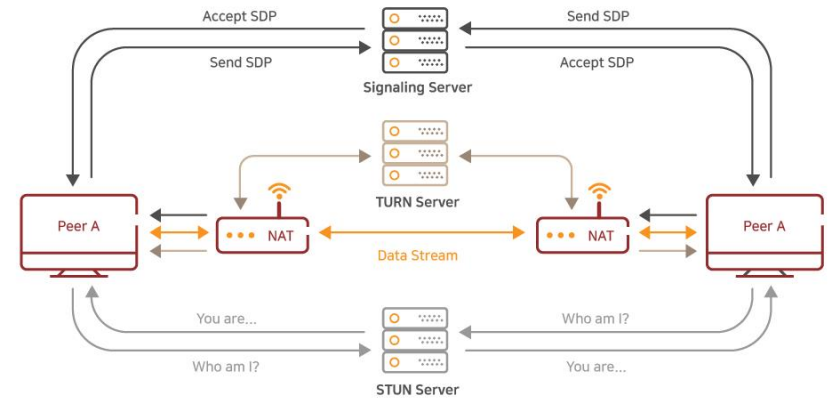 Accept SDP
Send SDP
Send SDP
Accept SDP
Signaling Server
TURN Server
Peer A
NAT
Data Stream
NAT
Peer A
You are...
Who am I?
Who am I?
You are...
STUN Server